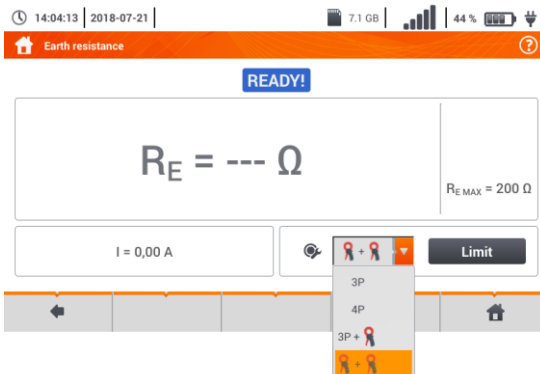 14:04:13 2018-07-21 7.1 GB 44 %
Earth resistance ?
READY!
RE = --- Ω
RE MAX = 200 Ω
I = 0,00 A
+
Limit
3P
4P
3P +
+